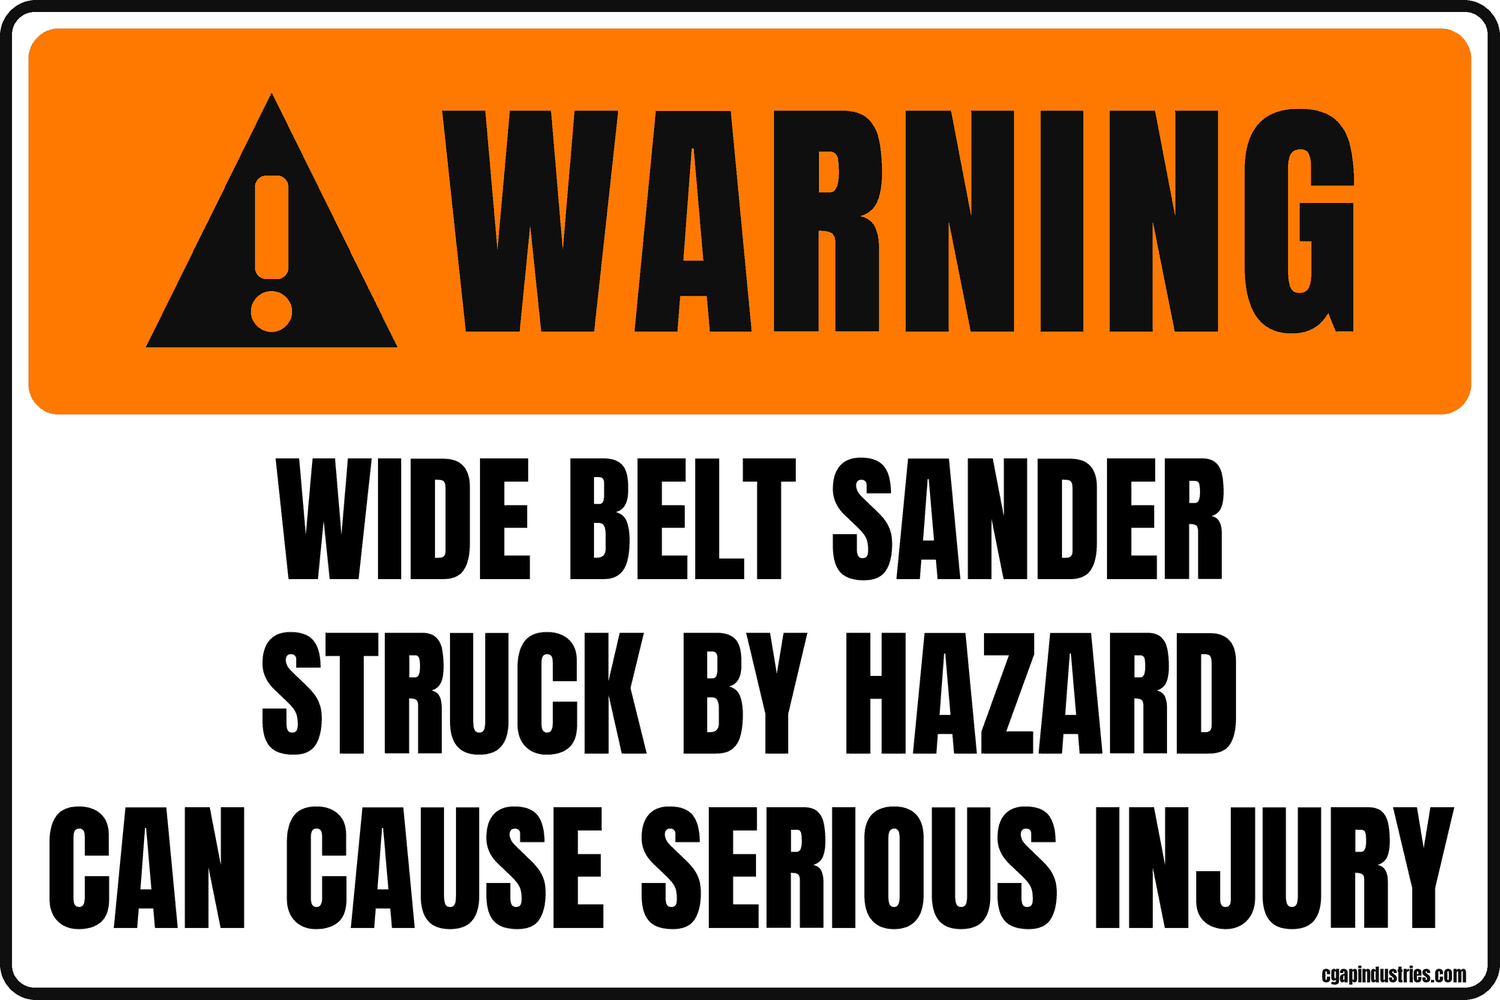 WARNING
WIDE BELT SANDER
STRUCK BY HAZARD
CAN CAUSE SERIOUS INJURY
cgapindustries.com